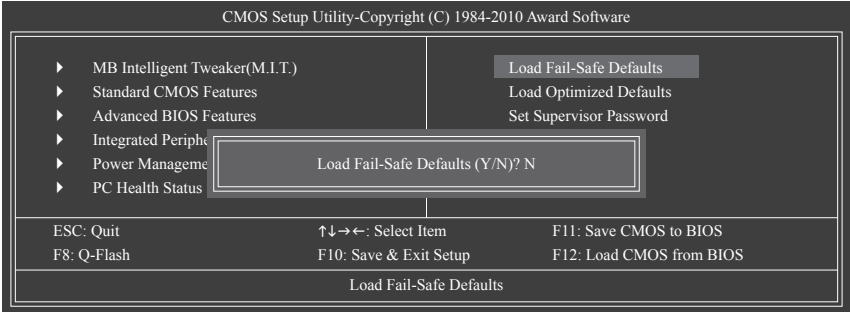 CMOS Setup Utility-Copyright (C) 1984-2010 Award Software
MB Intelligent Tweaker(M.I.T.)
Standard CMOS Features
Advanced BIOS Features
Integrated Periphe
Power Manageme
PC Health Status
Load Fail-Safe Defaults
Load Optimized Defaults
Set Supervisor Password
Load Fail-Safe Defaults (Y/N)? N
ESC: Quit
↑↓→←: Select Item
F11: Save CMOS to BIOS
F8: Q-Flash
F10: Save & Exit Setup
F12: Load CMOS from BIOS
Load Fail-Safe Defaults